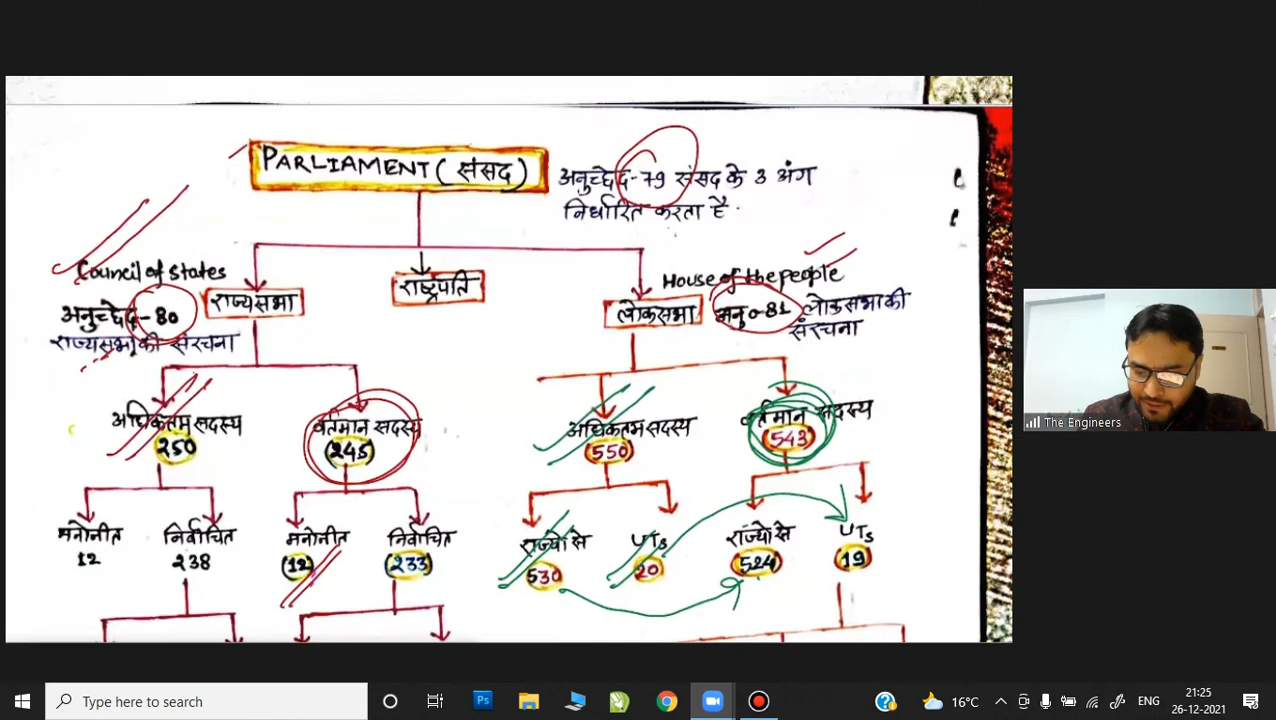 PARLIAMENT (संसद)
अनुच्छेद-79 संसद के 3 अंग
निर्धारित करता है
Council of states
House of the people
राष्ट्रपति
अनुच्छेद-80
राज्यसभा
लोकसभा
अनु०-81 लोकसभा की
संरचना
राज्यसभा की संरचना
अधिकतम सदस्य
250
वर्तमान सदस्य
(245)
अधिकतम सदस्य
550
वर्तमान सदस्य
543
मनोनीत
12
निर्वाचित
238
मनोनीत
(12)
निर्वाचित
(233)
राज्यो से
530
UTs
20
राज्यो से
524
UTs
19
The Engineers
Type here to search
Ps
16°C
ENG
21:25
26-12-2021
2